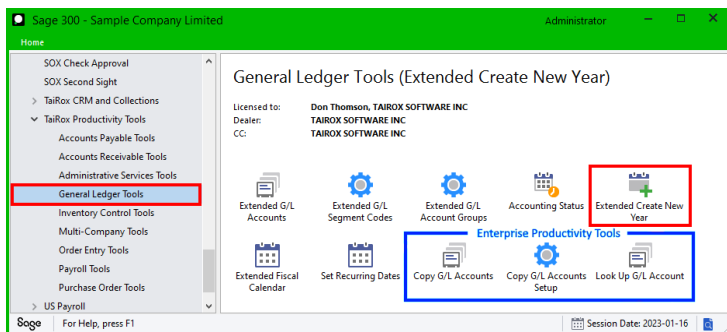 Sage 300 - Sample Company Limited
Administrator
Home
SOX Check Approval
SOX Second Sight
TaiRox CRM and Collections
TaiRox Productivity Tools
Accounts Payable Tools
Accounts Receivable Tools
Administrative Services Tools
General Ledger Tools
Inventory Control Tools
Multi-Company Tools
Order Entry Tools
Payroll Tools
Purchase Order Tools
US Payroll
General Ledger Tools (Extended Create New Year)
Licensed to: Don Thomson, TAIROX SOFTWARE INC
Dealer: TAIROX SOFTWARE INC
CC: TAIROX SOFTWARE INC
Extended G/L
Accounts
Extended G/L
Segment Codes
Extended G/L
Account Groups
Accounting Status
Extended Create New
Year
Enterprise Productivity Tools
Extended Fiscal
Calendar
Set Recurring Dates
Copy G/L Accounts
Copy G/L Accounts
Setup
Look Up G/L Account
Sage
For Help, press F1
Session Date: 2023-01-16